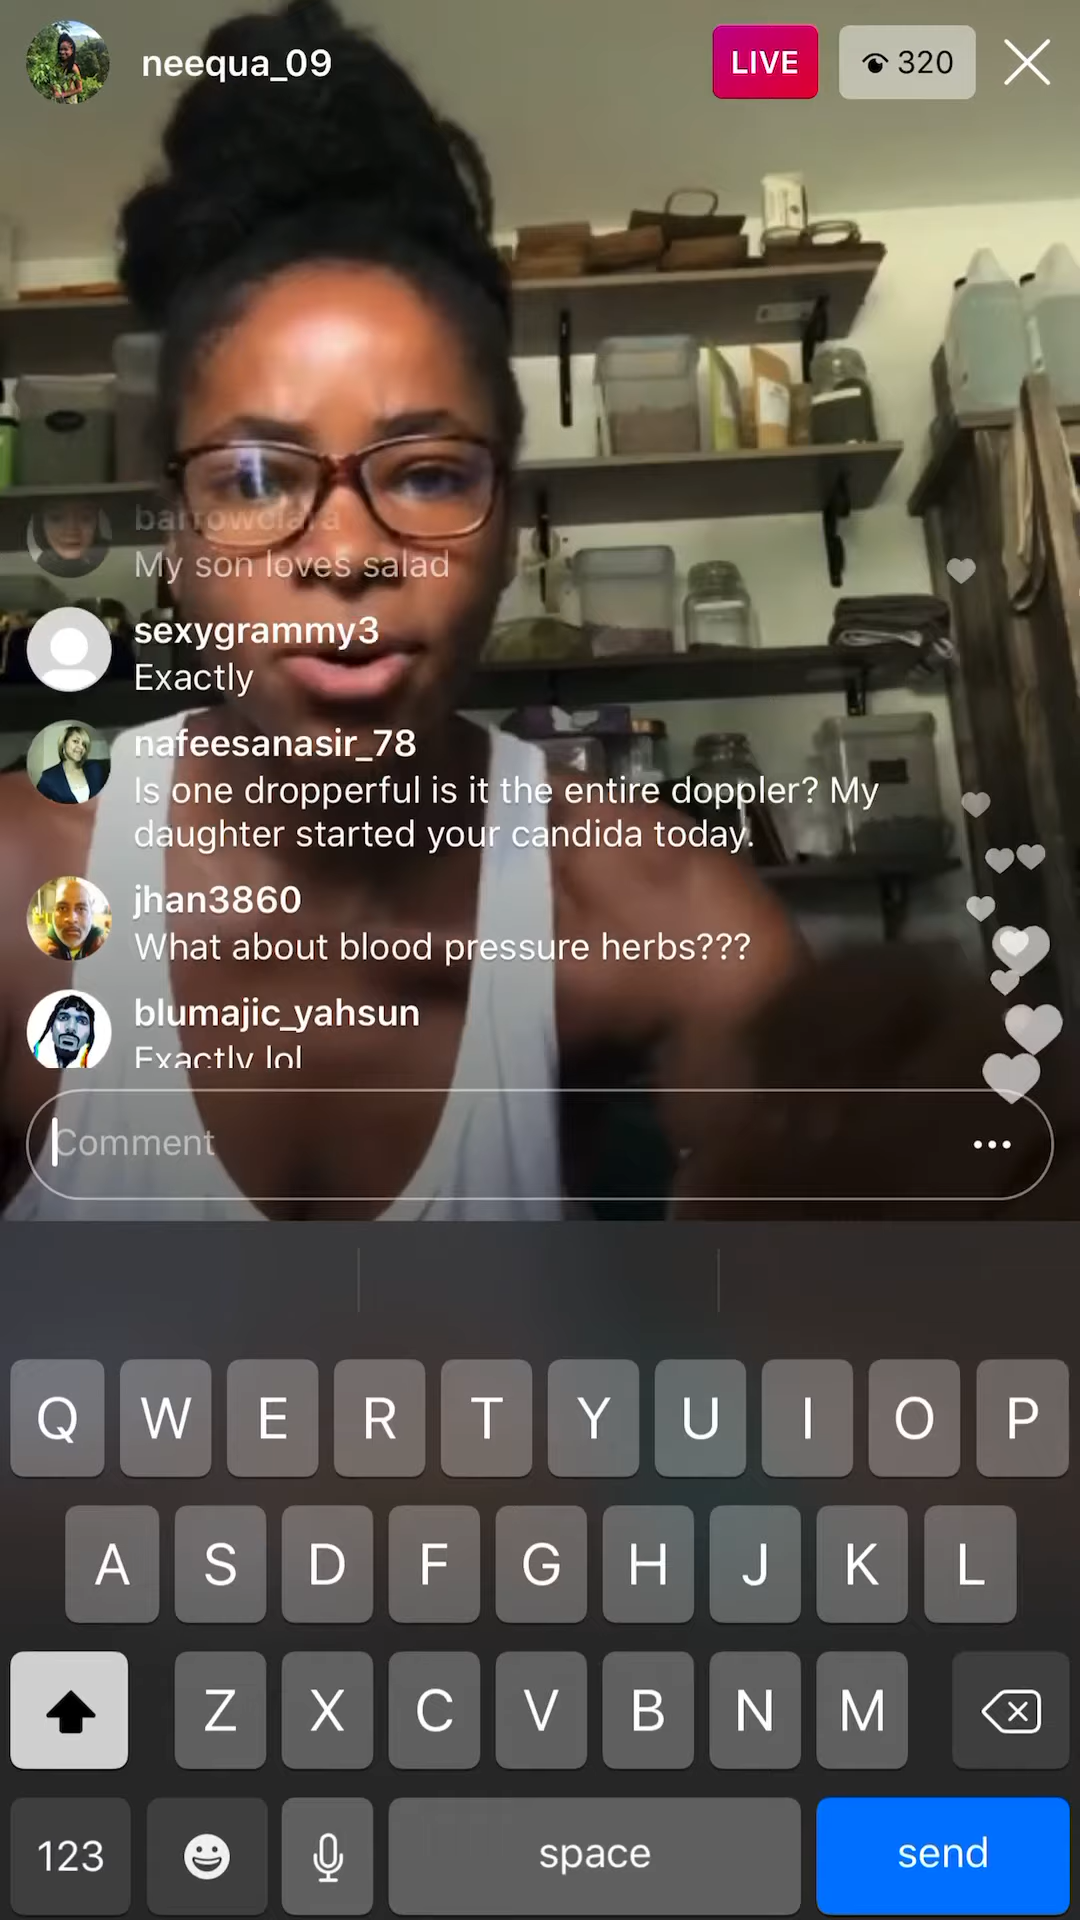 neequa_09
LIVE
320
barrowclara
My son loves salad
sexygrammy3
Exactly
nafeesanasir_78
Is one dropperful is it the entire doppler? My
daughter started your candida today.
jhan3860
What about blood pressure herbs???
blumajic_yahsun
Exactly lol
Comment
Q W E R T Y U I O P
A S D F G H J K L
Z X C V B N M
123
space
send